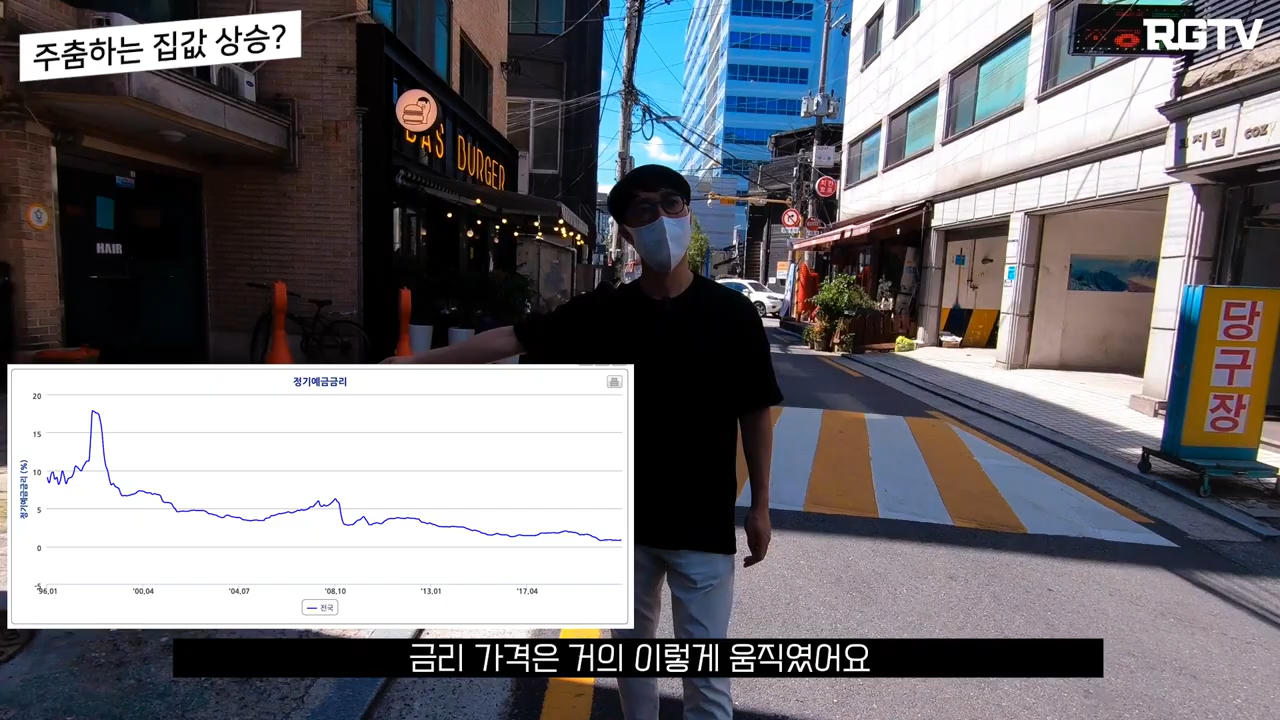 주춤하는 집값 상승?
RGTV
BURGER
HAIR
당구장
정기예금금리
정기예금금리 (%)
20
15
10
5
0
-5
'96,01
'00,04
'04,07
'08,10
'13,01
'17,04
전국
금리 가격은 거의 이렇게 움직였어요